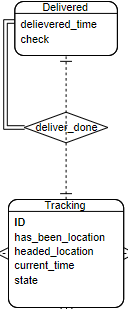 Delivered
delievered_time
check
deliver_done
Tracking
ID
has_been_location
headed_location
current_time
state